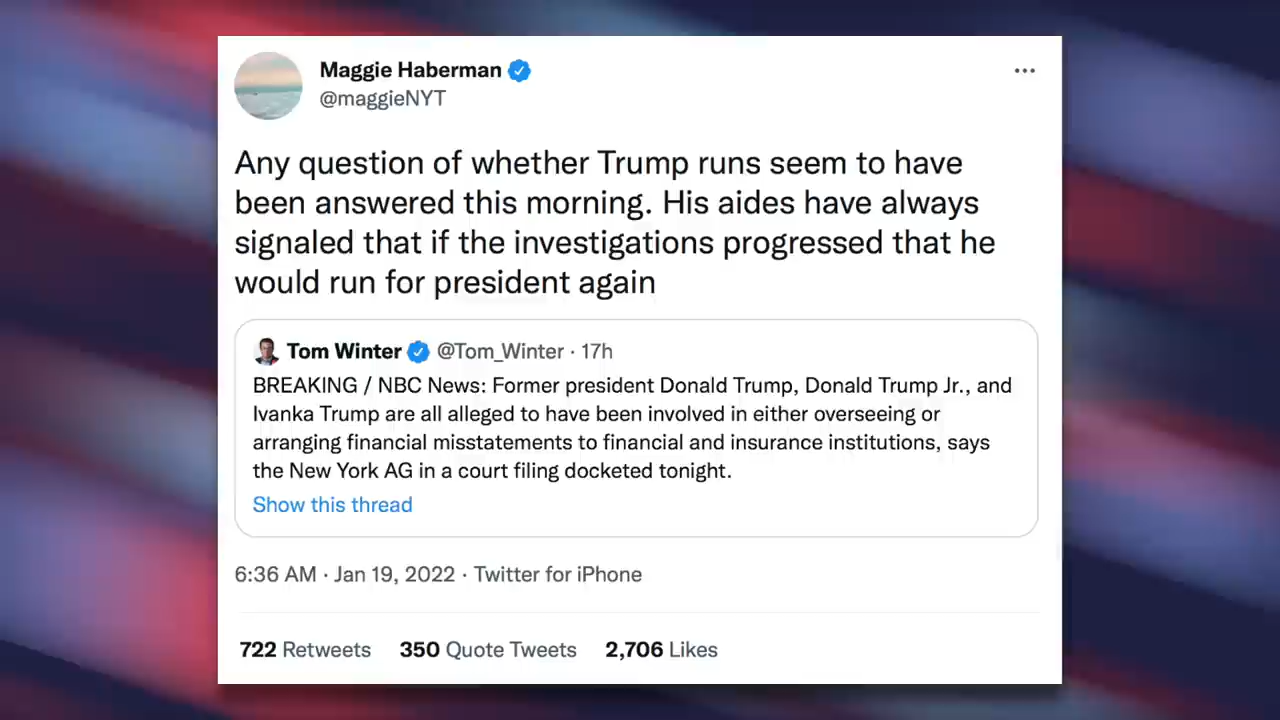 Maggie Haberman
@maggieNYT
Any question of whether Trump runs seem to have
been answered this morning. His aides have always
signaled that if the investigations progressed that he
would run for president again
Tom Winter @Tom_Winter · 17h
BREAKING / NBC News: Former president Donald Trump, Donald Trump Jr., and
Ivanka Trump are all alleged to have been involved in either overseeing or
arranging financial misstatements to financial and insurance institutions, says
the New York AG in a court filing docketed tonight.
Show this thread
6:36 AM · Jan 19, 2022 · Twitter for iPhone
722 Retweets 350 Quote Tweets 2,706 Likes